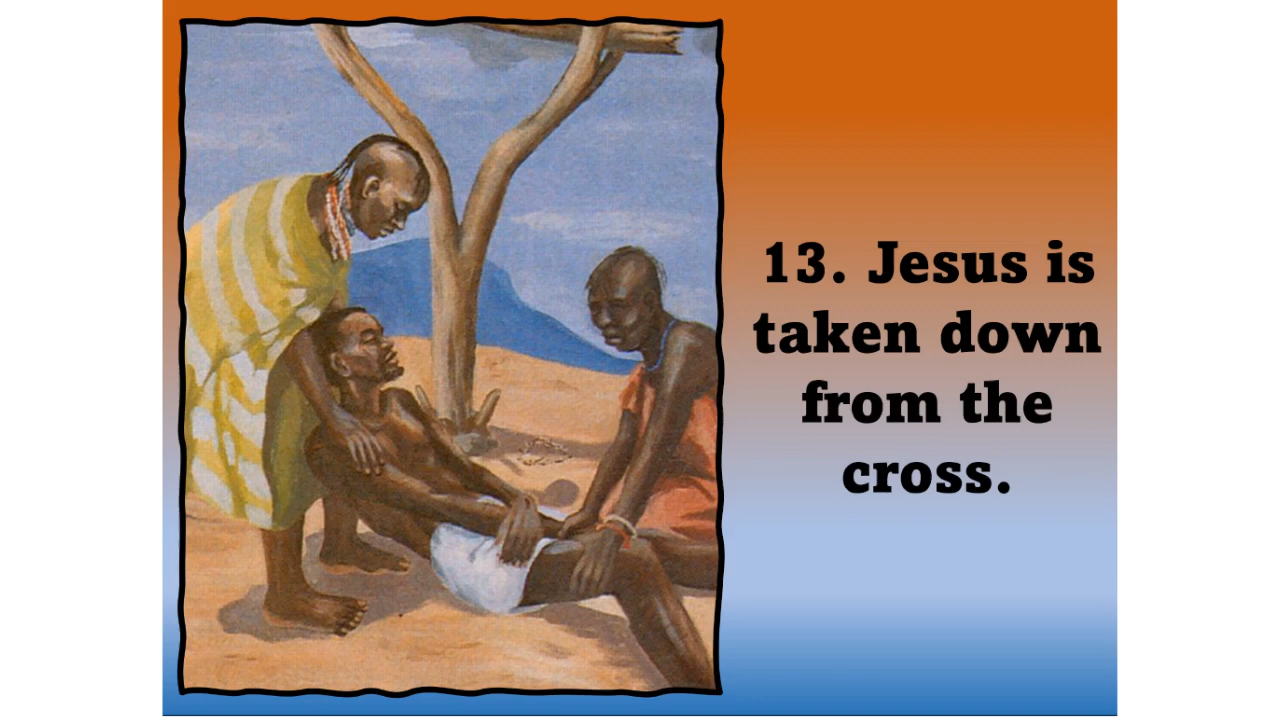 13. Jesus is
taken down
from the
cross.